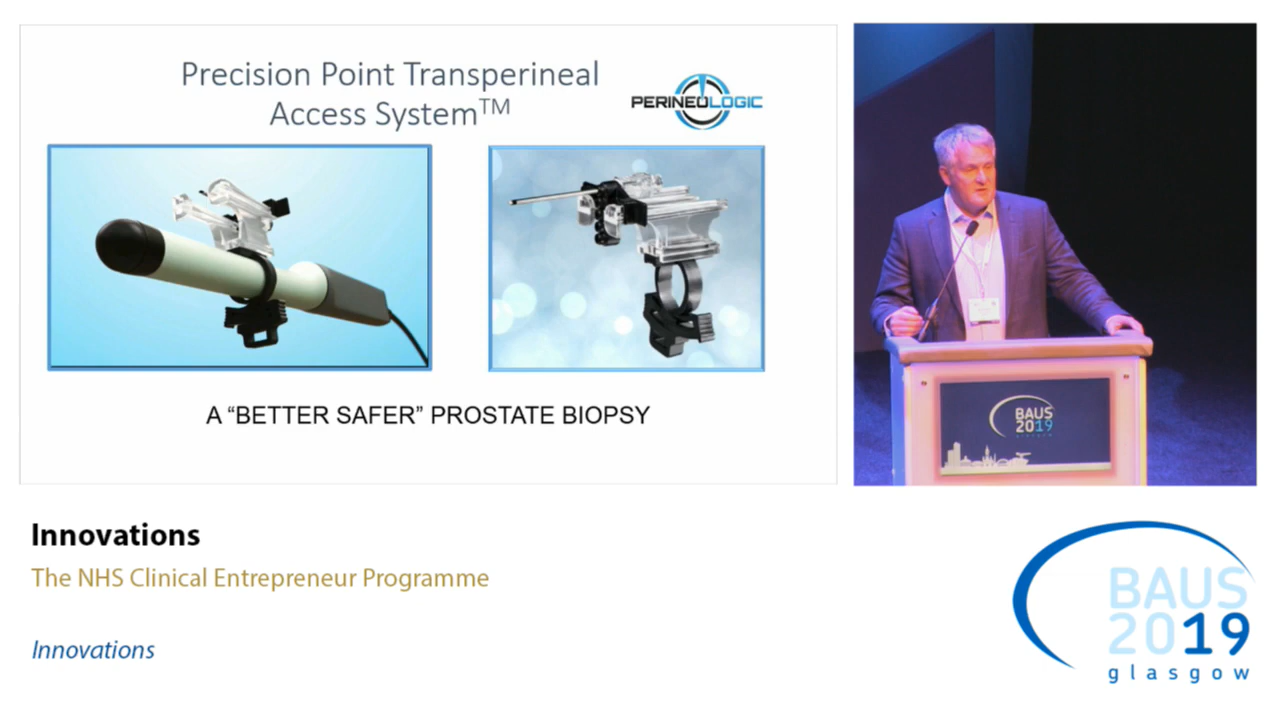 Precision Point Transperineal
Access System™
PERINEOLOGIC
A “BETTER SAFER” PROSTATE BIOPSY
BAUS
2019
glasgow
Innovations
The NHS Clinical Entrepreneur Programme
Innovations
BAUS
2019
glasgow